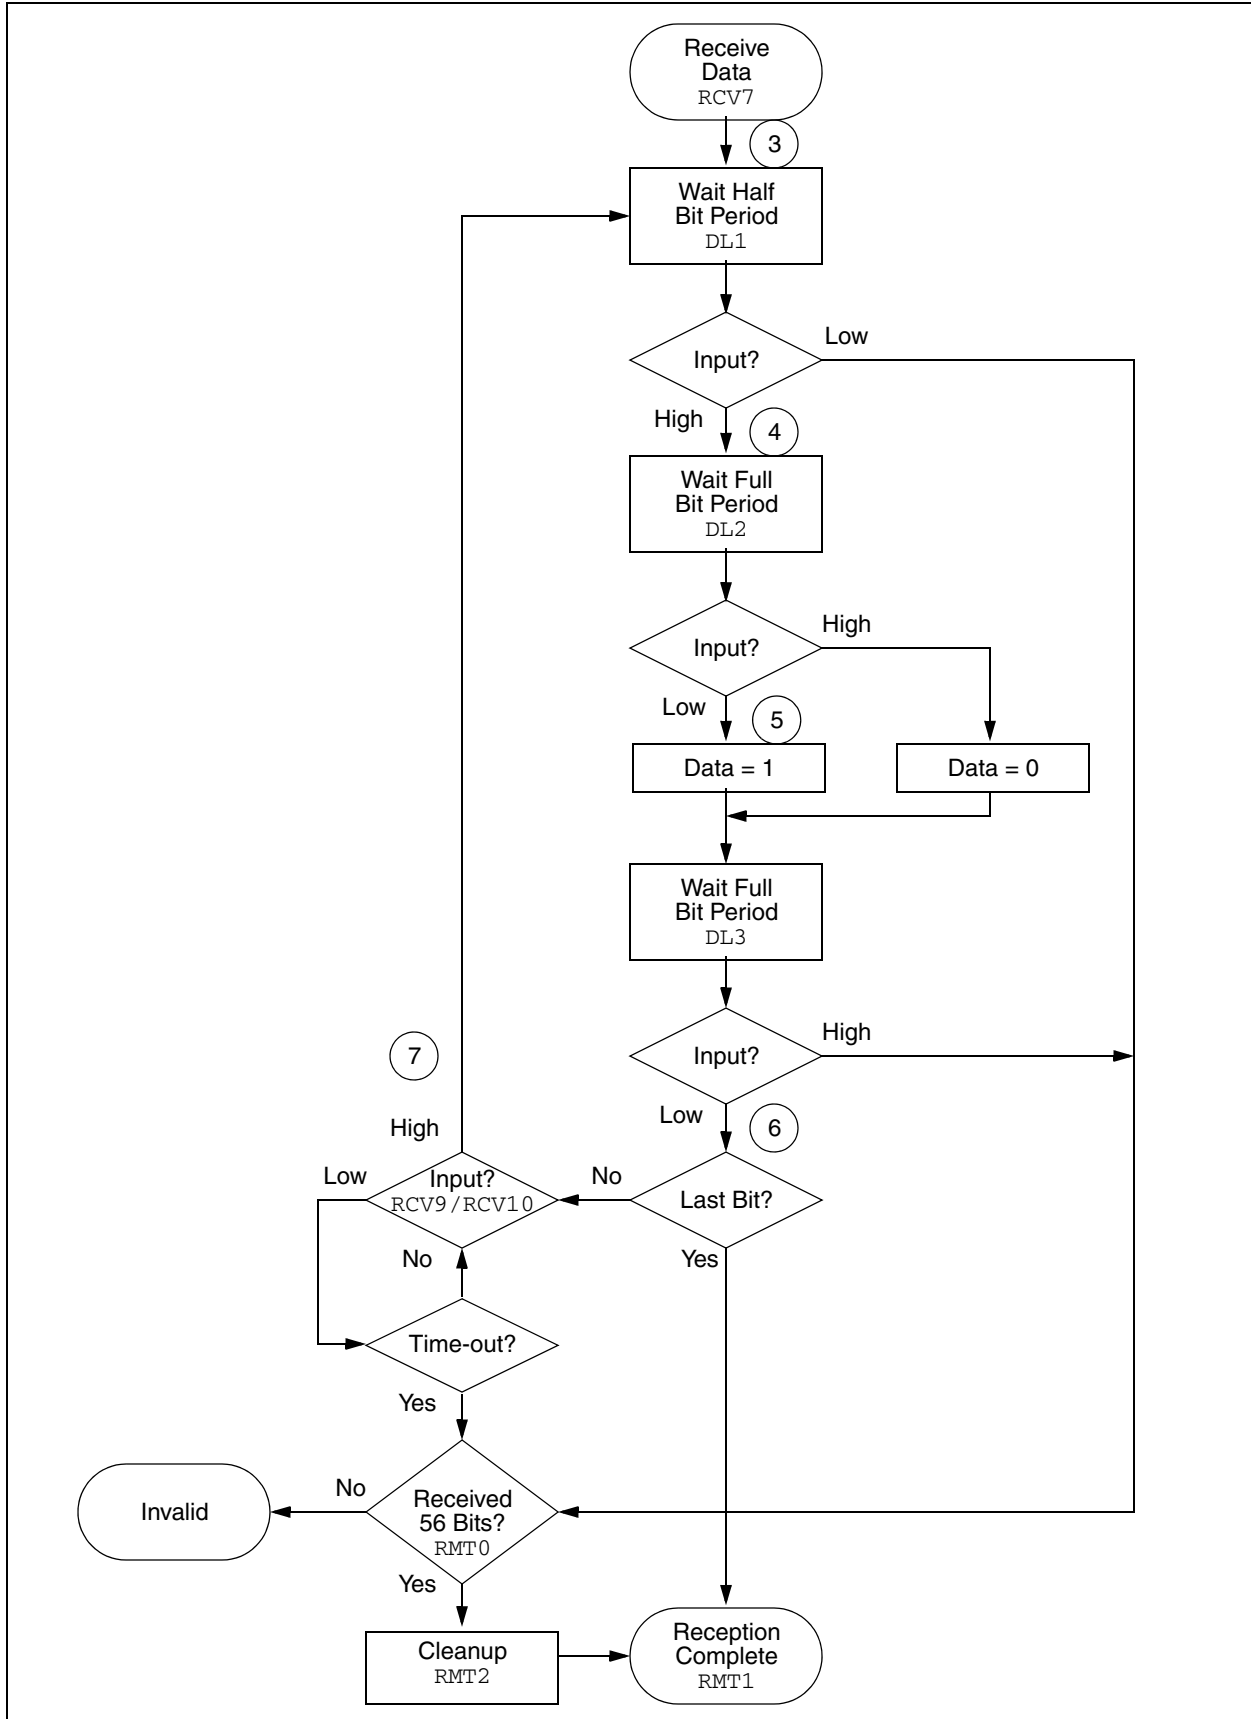 Receive
Data
RCV7
3
Wait Half
Bit Period
DL1
Input?
Low
High
4
Wait Full
Bit Period
DL2
Input?
High
Low
5
Data = 1
Data = 0
Wait Full
Bit Period
DL3
Input?
High
7
Low
6
High
Low
Input?
RCV9/RCV10
No
Last Bit?
No
Yes
Time-out?
Yes
Invalid
No
Received
56 Bits?
RMT0
Yes
Cleanup
RMT2
Reception
Complete
RMT1